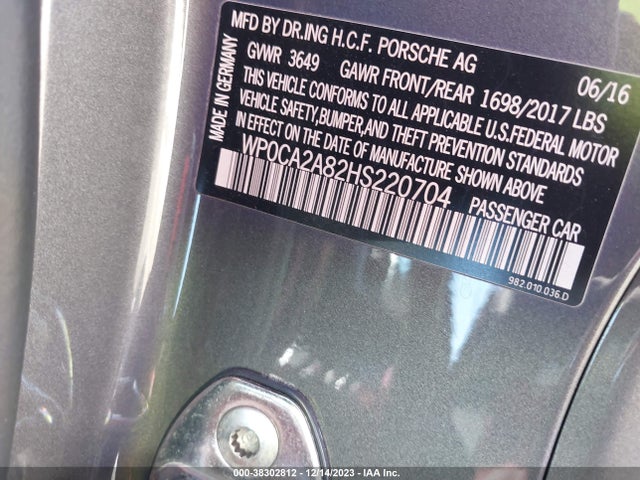 MFD BY DR.ING H.C.F. PORSCHE AG 06/16
GVWR 3649 GAWR FRONT/REAR 1698/2017 LBS
THIS VEHICLE CONFORMS TO ALL APPLICABLE U.S.FEDERAL MOTOR
VEHICLE SAFETY,BUMPER,AND THEFT PREVENTION STANDARDS
IN EFFECT ON THE DATE OF MANUFACTURE SHOWN ABOVE
WP0CA2A82HS220704 PASSENGER CAR
MADE IN GERMANY
982.010.036.D
000-38302812 - 12/14/2023 - IAA Inc.